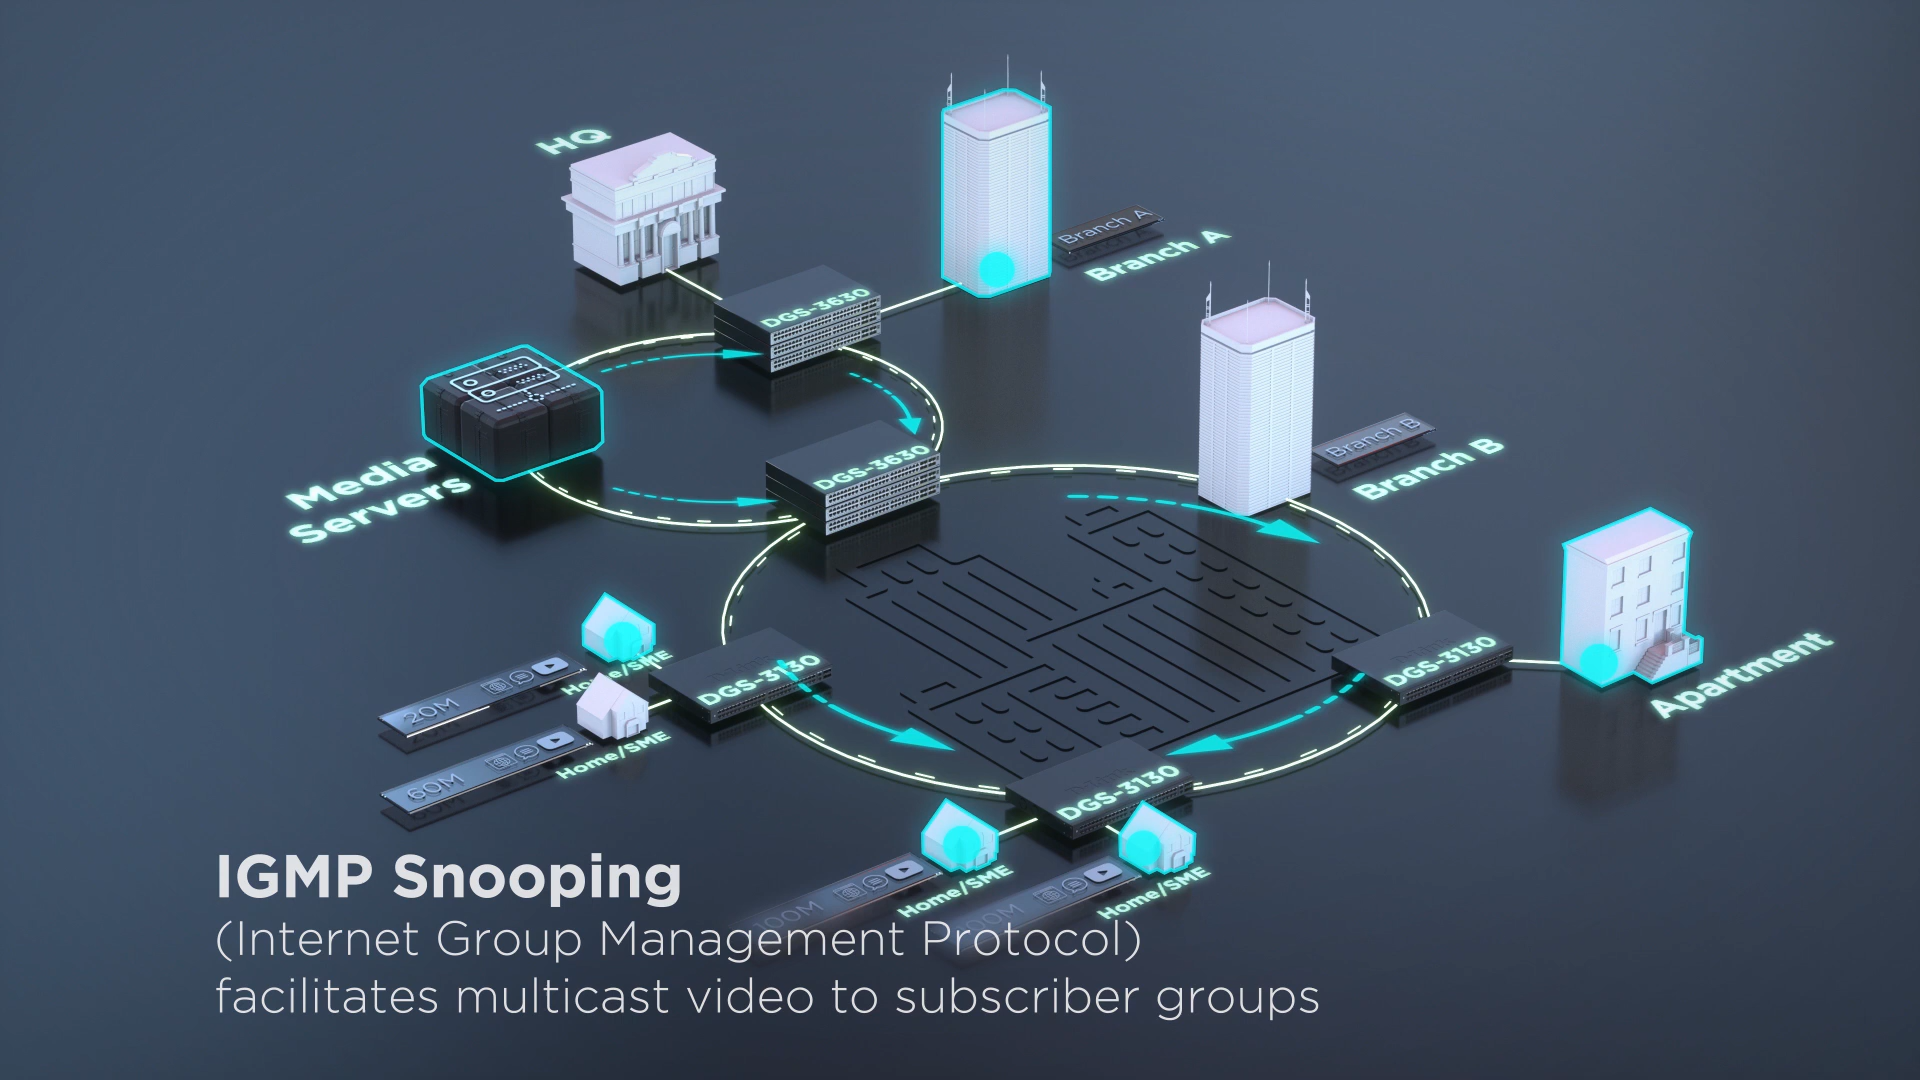 HQ
Branch A
Branch A
DGS-3630
Media
Servers
DGS-3630
Branch B
Branch B
Home/SME
DGS-3130
DGS-3130
Apartment
20M
60M
Home/SME
DGS-3130
100M
Home/SME
Home/SME
IGMP Snooping
(Internet Group Management Protocol)
facilitates multicast video to subscriber groups